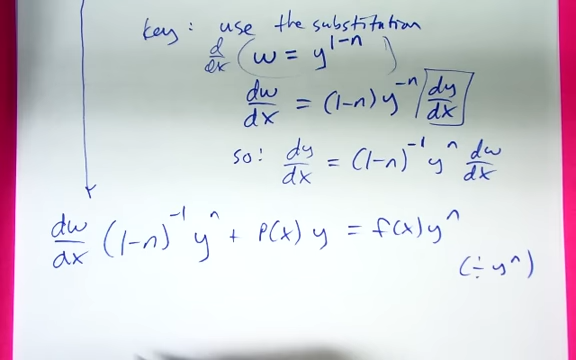 key: use the substitution
d/dx (w = y^{1-n})
dw/dx = (1-n) y^{-n} dy/dx
so: dy/dx = (1-n)^{-1} y^n dw/dx
dw/dx (1-n)^{-1} y^n + P(x) y = f(x) y^n
(÷ y^n)